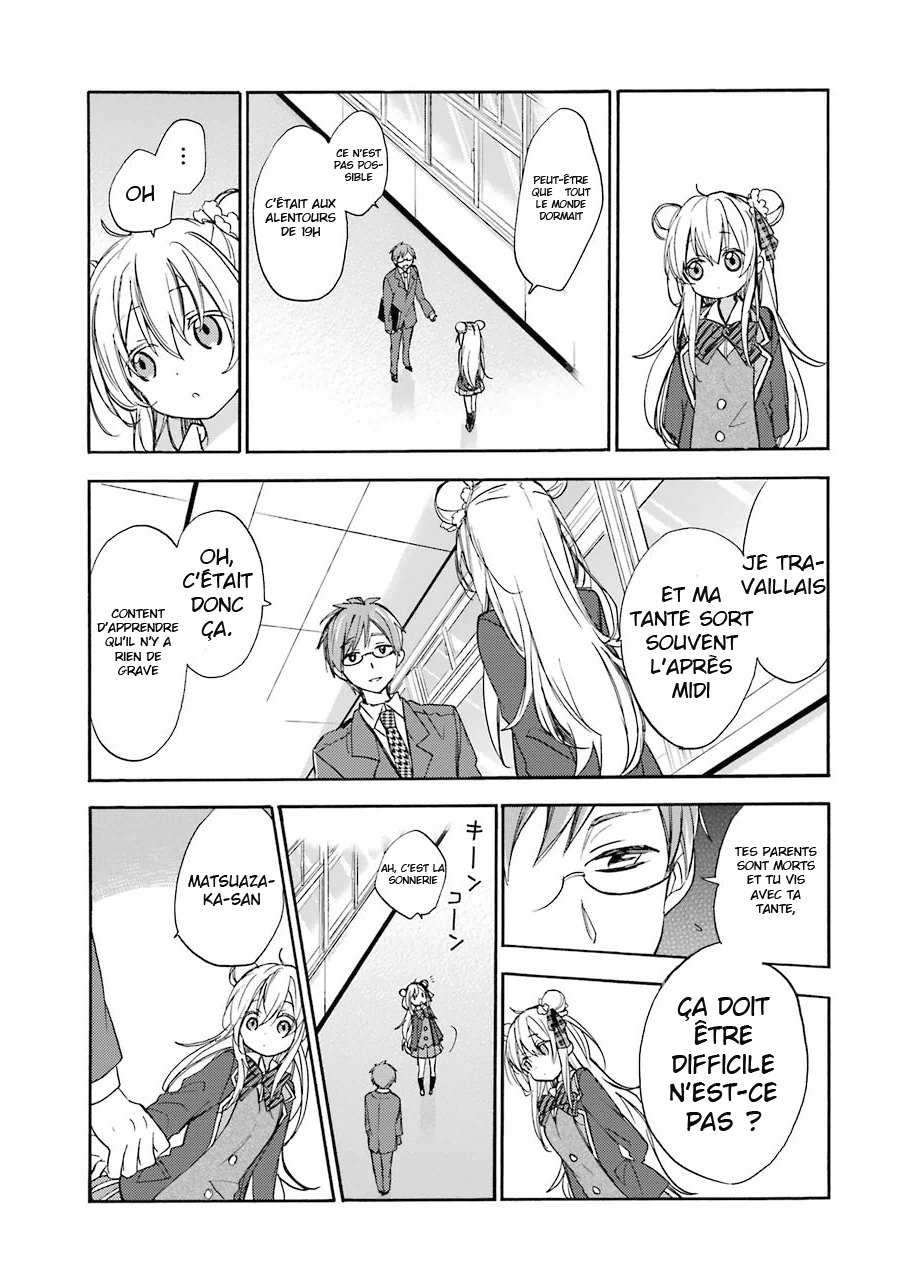 PEUT-ÊTRE
QUE TOUT
LE MONDE
DORMAIT
CE N'EST
PAS POS-
SIBLE
C'ÉTAIT AUX
ALENTOURS
DE 19H
...
OH
JE TRA-
VAILLAIS
ET MA
TANTE SORT
SOUVENT
L'APRÈS
MIDI
OH,
C'ÉTAIT
DONC
ÇA.
CONTENT
D'APPRENDRE
QU'IL N'Y A
RIEN DE
GRAVE
TES PARENTS
SONT MORTS
ET TU VIS
AVEC TA
TANTE,
ÇA DOIT
ÊTRE
DIFFICILE
N'EST-CE
PAS ?
キーン
コーン
AH, C'EST LA
SONNERIE
MATSUAZA-
KA-SAN